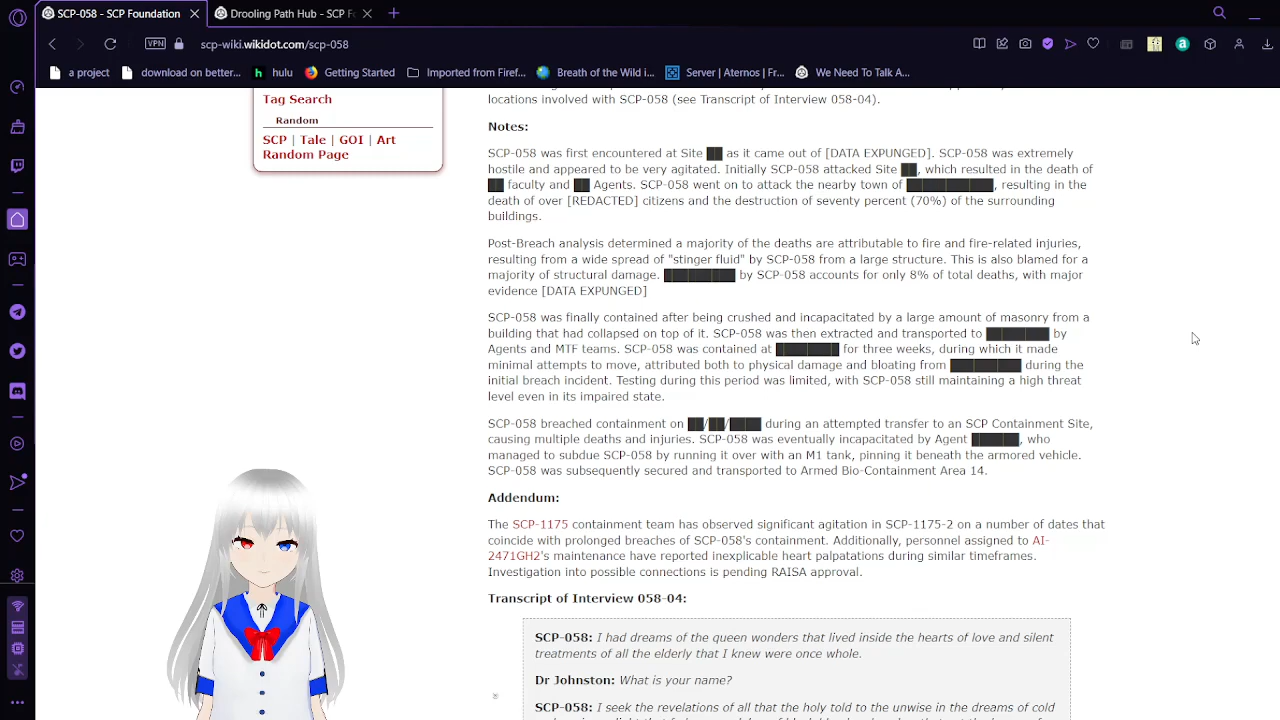 SCP-058 - SCP Foundation
Drooling Path Hub - SCP F
VPN
scp-wiki.wikidot.com/scp-058
a project
download on better...
hulu
Getting Started
Imported from Firef...
Breath of the Wild i...
Server | Aternos | Fr...
We Need To Talk A...
Tag Search
Random
SCP | Tale | GOI | Art
Random Page
locations involved with SCP-058 (see Transcript of Interview 058-04).
Notes:
SCP-058 was first encountered at Site ██ as it came out of [DATA EXPUNGED]. SCP-058 was extremely
hostile and appeared to be very agitated. Initially SCP-058 attacked Site ██, which resulted in the death of
██ faculty and ██ Agents. SCP-058 went on to attack the nearby town of ███████████, resulting in the
death of over [REDACTED] citizens and the destruction of seventy percent (70%) of the surrounding
buildings.
Post-Breach analysis determined a majority of the deaths are attributable to fire and fire-related injuries,
resulting from a wide spread of "stinger fluid" by SCP-058 from a large structure. This is also blamed for a
majority of structural damage. █████████ by SCP-058 accounts for only 8% of total deaths, with major
evidence [DATA EXPUNGED]
SCP-058 was finally contained after being crushed and incapacitated by a large amount of masonry from a
building that had collapsed on top of it. SCP-058 was then extracted and transported to ████████ by
Agents and MTF teams. SCP-058 was contained at ████████ for three weeks, during which it made
minimal attempts to move, attributed both to physical damage and bloating from █████████ during the
initial breach incident. Testing during this period was limited, with SCP-058 still maintaining a high threat
level even in its impaired state.
SCP-058 breached containment on ██/██/████ during an attempted transfer to an SCP Containment Site,
causing multiple deaths and injuries. SCP-058 was eventually incapacitated by Agent ██████, who
managed to subdue SCP-058 by running it over with an M1 tank, pinning it beneath the armored vehicle.
SCP-058 was subsequently secured and transported to Armed Bio-Containment Area 14.
Addendum:
The SCP-1175 containment team has observed significant agitation in SCP-1175-2 on a number of dates that
coincide with prolonged breaches of SCP-058's containment. Additionally, personnel assigned to AI-
2471GH2's maintenance have reported inexplicable heart palpatations during similar timeframes.
Investigation into possible connections is pending RAISA approval.
Transcript of Interview 058-04:
SCP-058: I had dreams of the queen wonders that lived inside the hearts of love and silent
treatments of all the elderly that I knew were once whole.
Dr Johnston: What is your name?
SCP-058: I seek the revelations of all that the holy told to the unwise in the dreams of cold